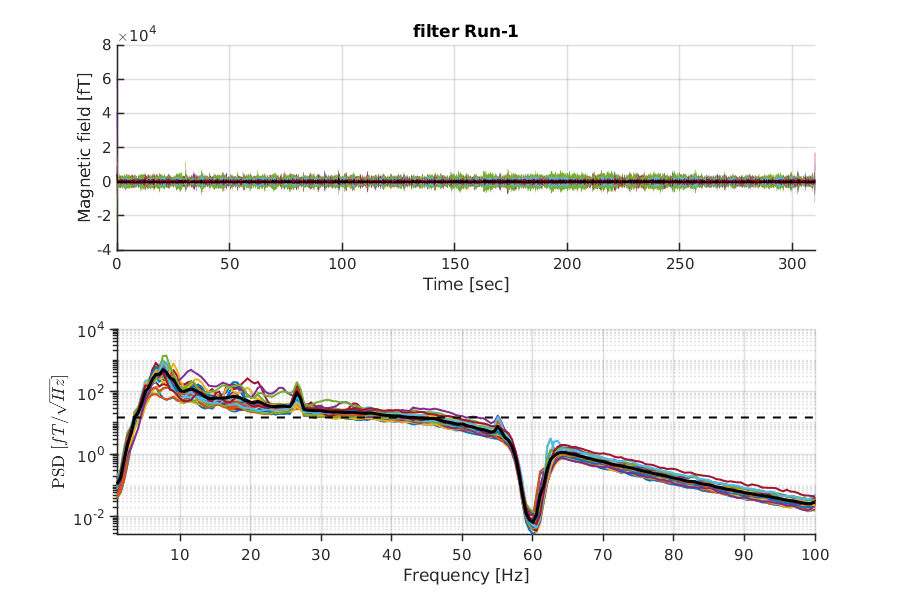 filter Run-1
×10⁴
8
6
4
2
0
-2
-4
Magnetic field [fT]
0 50 100 150 200 250 300
Time [sec]
10⁴
10²
10⁰
10⁻²
PSD [fT/√Hz]
10 20 30 40 50 60 70 80 90 100
Frequency [Hz]